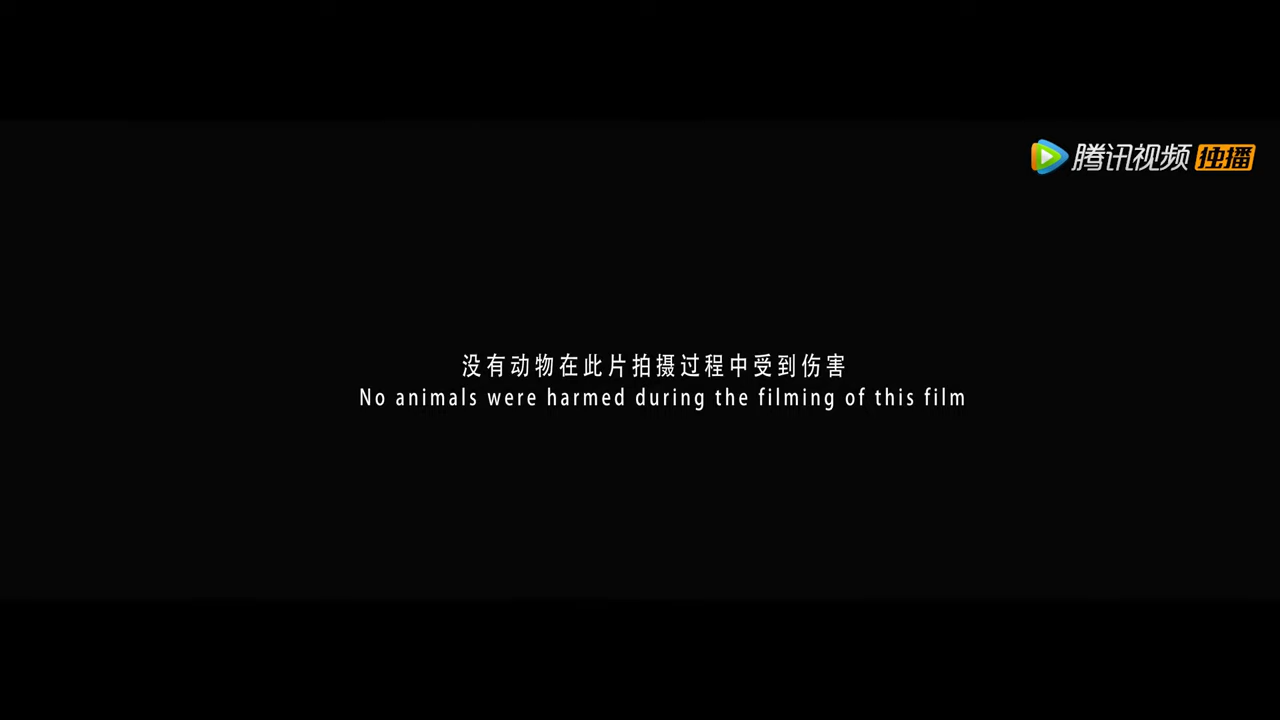 腾讯视频 独播
没有动物在此片拍摄过程中受到伤害
No animals were harmed during the filming of this film